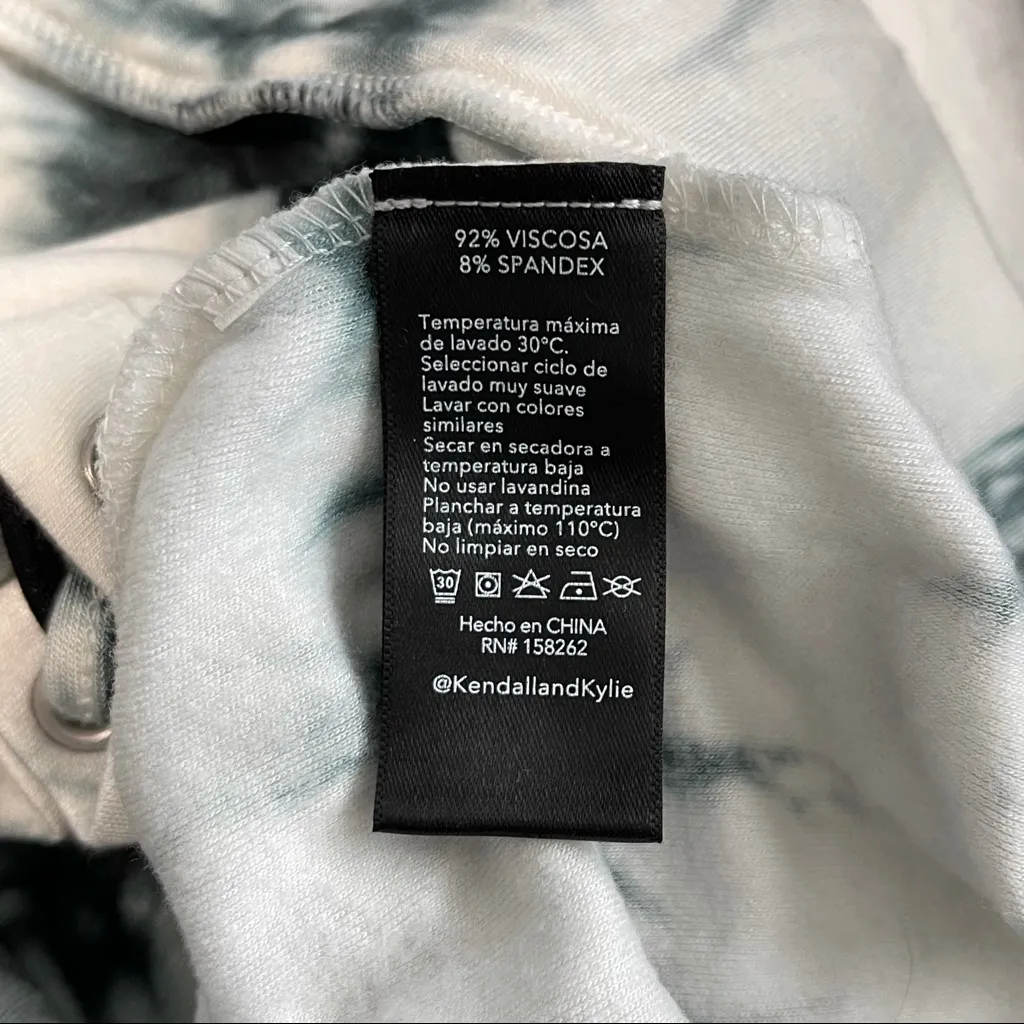 92% VISCOSA
8% SPANDEX
Temperatura máxima
de lavado 30°C.
Seleccionar ciclo de
lavado muy suave
Lavar con colores
similares
Secar en secadora a
temperatura baja
No usar lavandina
Planchar a temperatura
baja (máximo 110°C)
No limpiar en seco
30
Hecho en CHINA
RN# 158262
@KendallandKylie